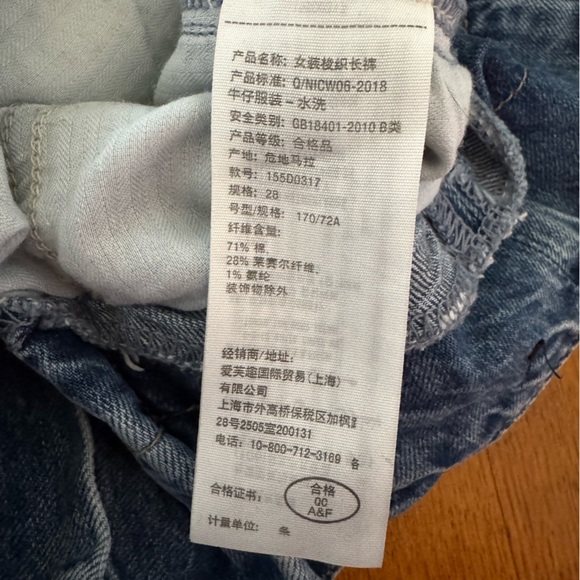 产品名称: 女装梭织长裤
产品标准: Q/NICW06-2018
牛仔服装-水洗
安全类别: GB18401-2010 B类
产品等级: 合格品
产地: 危地马拉
款号: 155D0317
规格: 28
号型/规格: 170/72A
纤维含量:
71% 棉,
28% 莱赛尔纤维,
1% 氨纶
装饰物除外
经销商/地址:
爱芙趣国际贸易(上海)
有限公司
上海市外高桥保税区加枫
28号2505室200131
电话: 10-800-712-3169 各
合格证书: 合格
QC
A&F
计量单位: 条